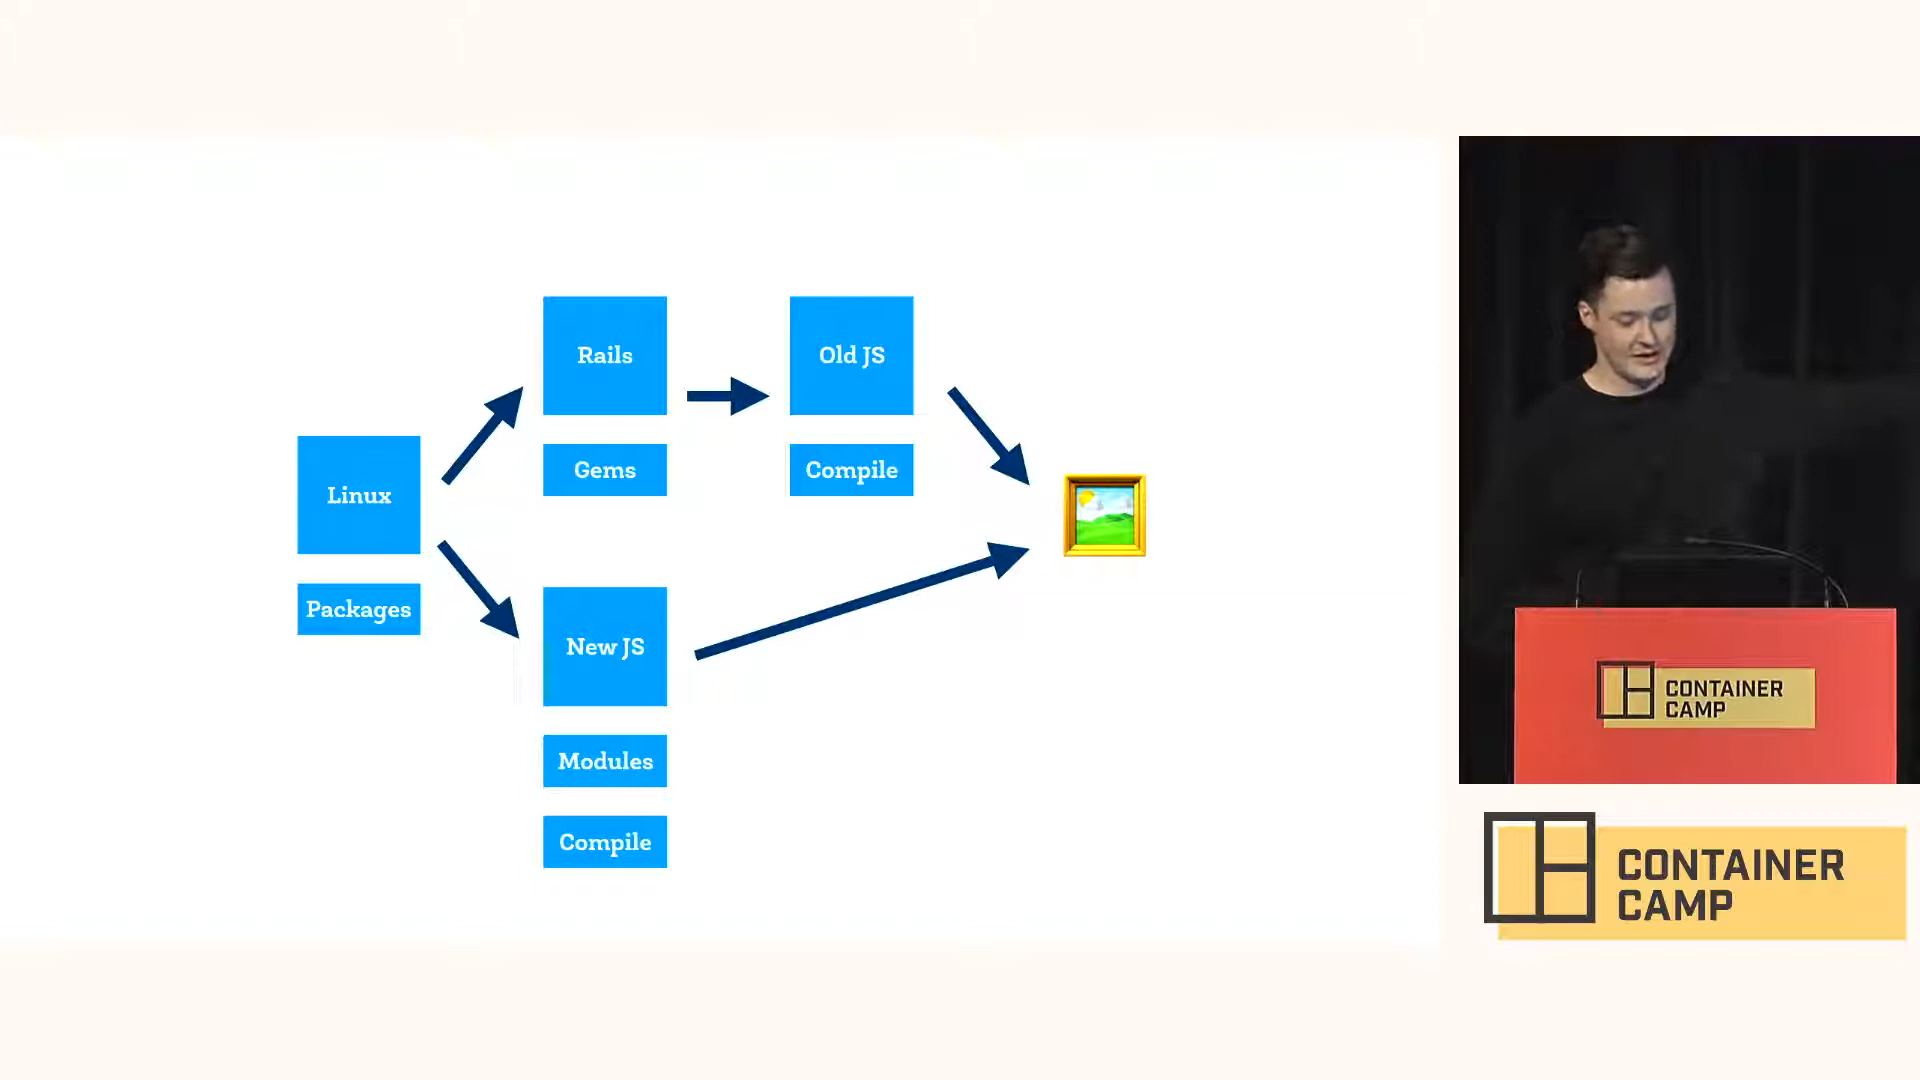 Rails
Old JS
Gems
Compile
Linux
Packages
New JS
Modules
Compile
CONTAINER
CAMP
CONTAINER
CAMP